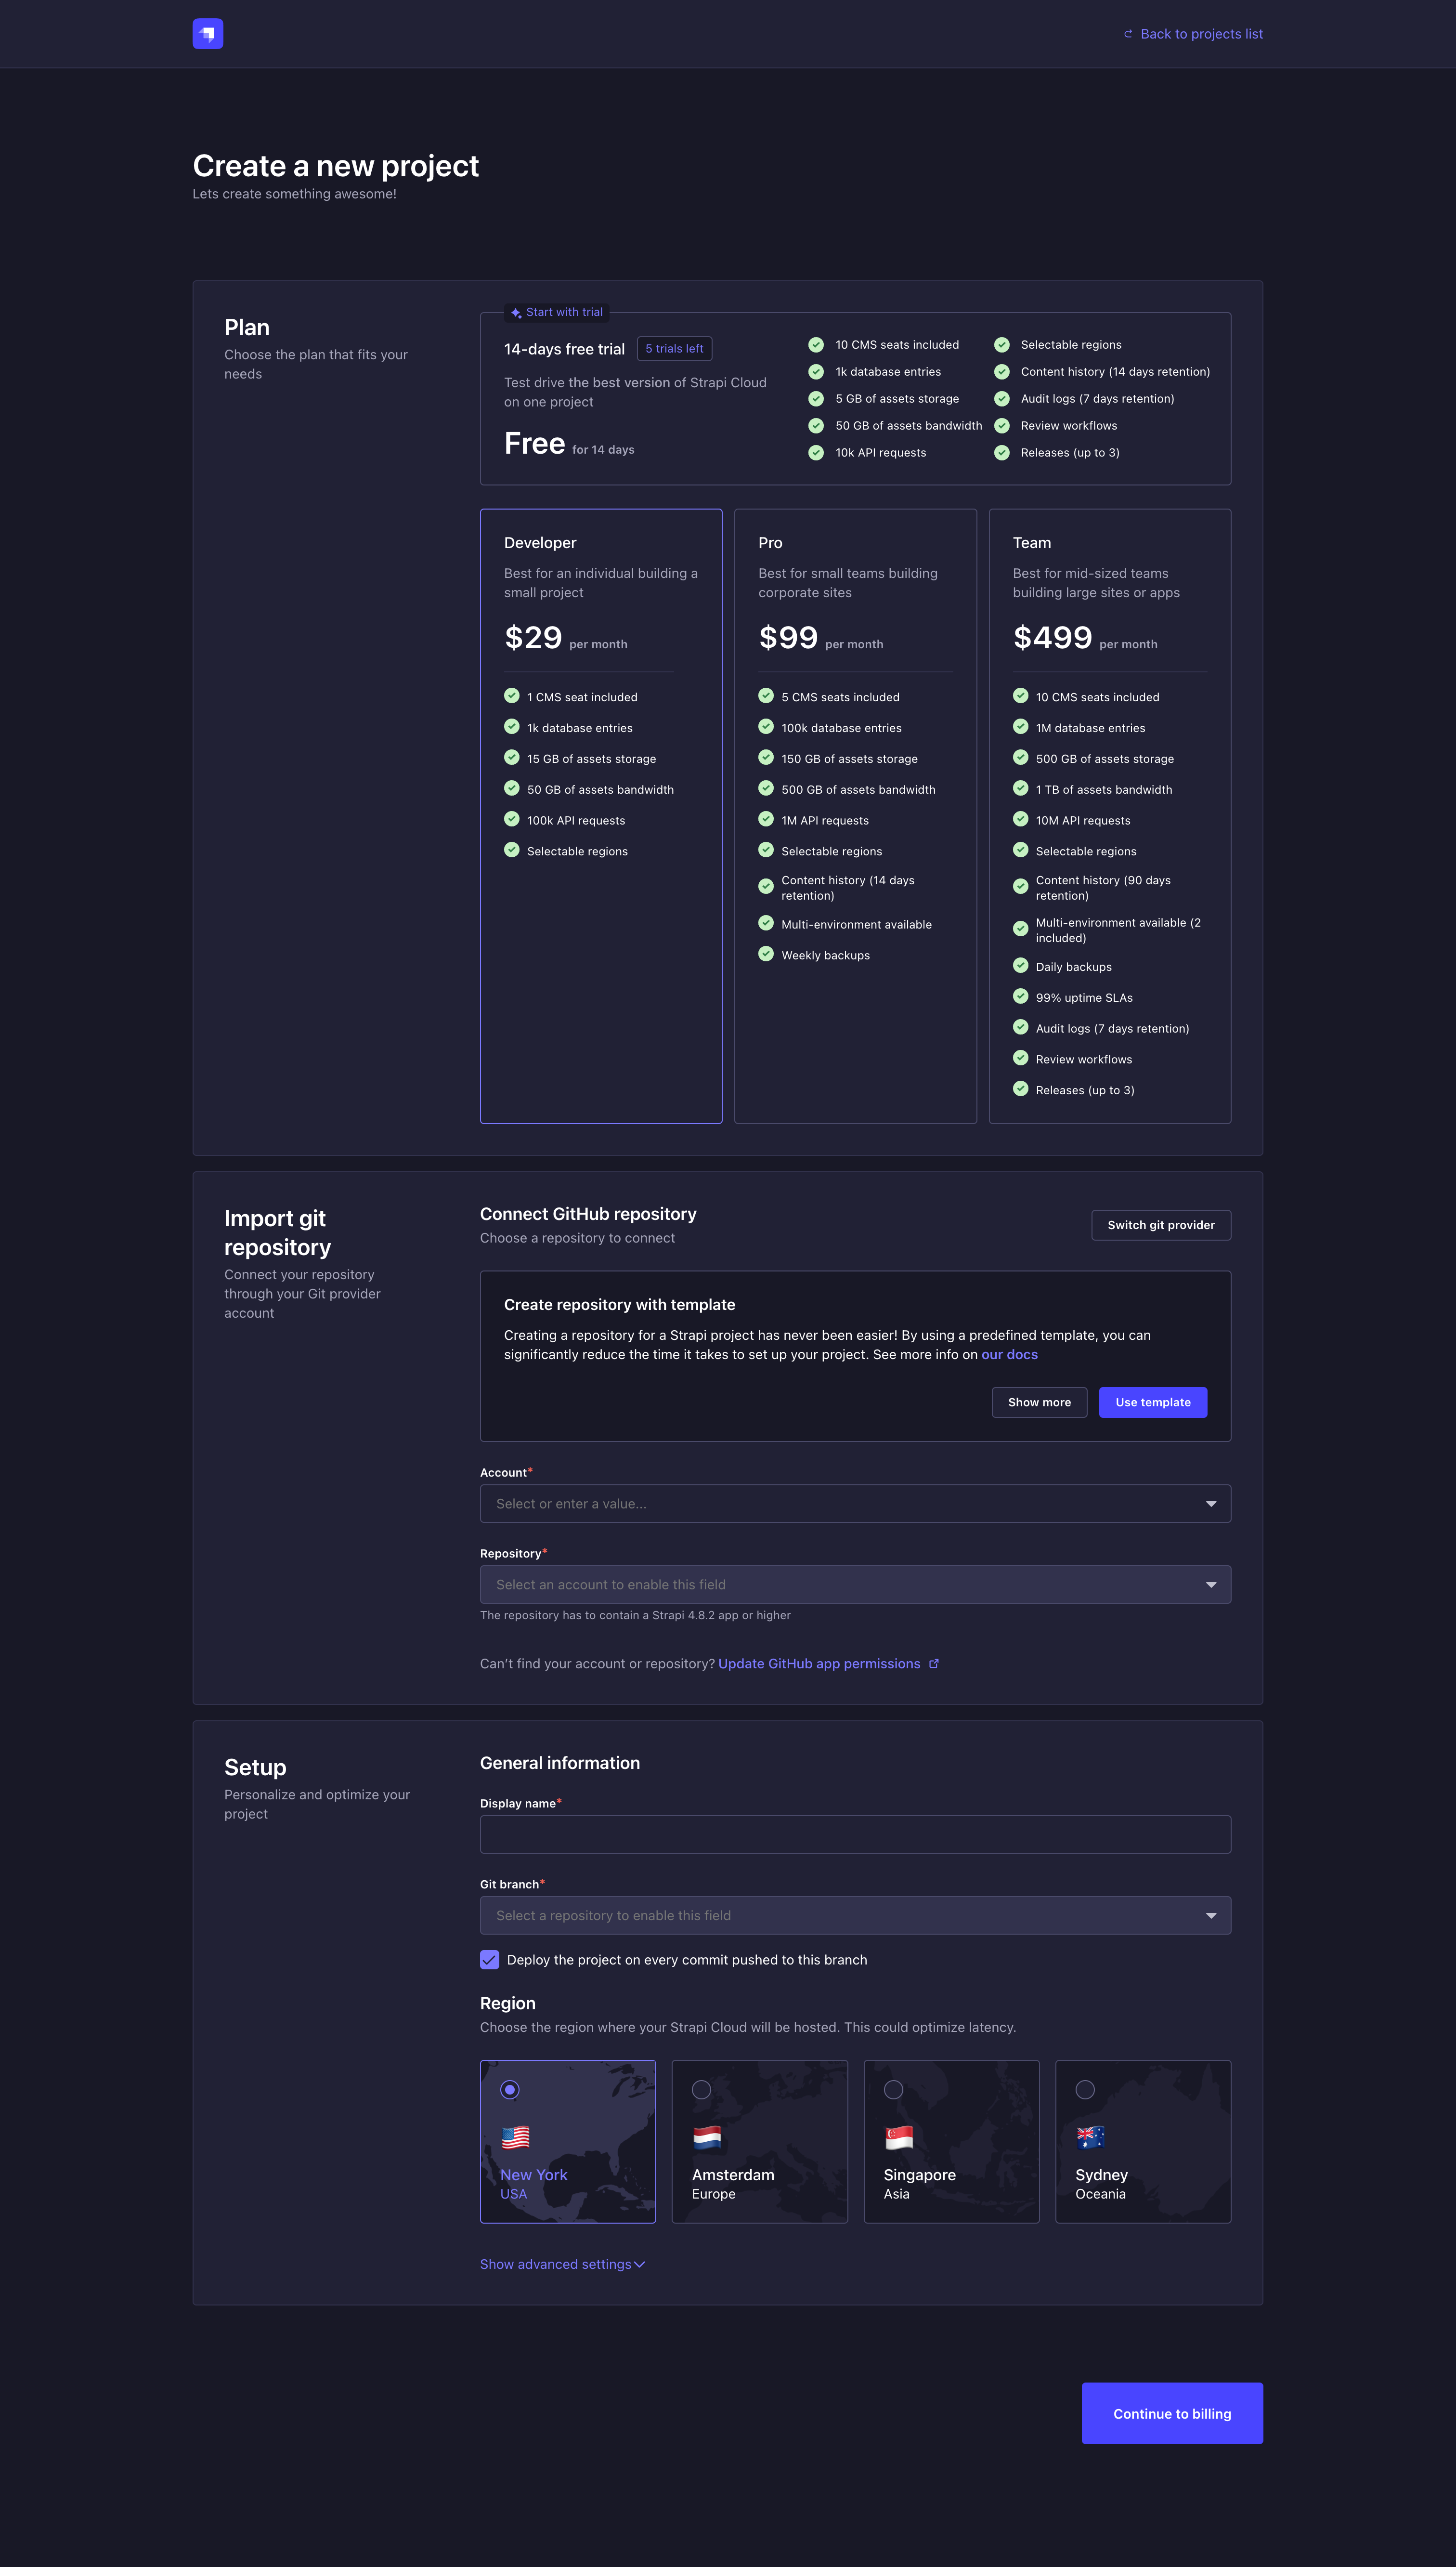 Back to projects list
Create a new project
Lets create something awesome!
Plan
Choose the plan that fits your
needs
Start with trial
14-days free trial
5 trials left
Test drive the best version of Strapi Cloud
on one project
Free for 14 days
10 CMS seats included
1k database entries
5 GB of assets storage
50 GB of assets bandwidth
10k API requests
Selectable regions
Content history (14 days retention)
Audit logs (7 days retention)
Review workflows
Releases (up to 3)
Developer
Best for an individual building a
small project
$29 per month
1 CMS seat included
1k database entries
15 GB of assets storage
50 GB of assets bandwidth
100k API requests
Selectable regions
Pro
Best for small teams building
corporate sites
$99 per month
5 CMS seats included
100k database entries
150 GB of assets storage
500 GB of assets bandwidth
1M API requests
Selectable regions
Content history (14 days
retention)
Multi-environment available
Weekly backups
Team
Best for mid-sized teams
building large sites or apps
$499 per month
10 CMS seats included
1M database entries
500 GB of assets storage
1 TB of assets bandwidth
10M API requests
Selectable regions
Content history (90 days
retention)
Multi-environment available (2
included)
Daily backups
99% uptime SLAs
Audit logs (7 days retention)
Review workflows
Releases (up to 3)
Import git
repository
Connect your repository
through your Git provider
account
Connect GitHub repository
Choose a repository to connect
Switch git provider
Create repository with template
Creating a repository for a Strapi project has never been easier! By using a predefined template, you can
significantly reduce the time it takes to set up your project. See more info on our docs
Show more
Use template
Account*
Select or enter a value...
Repository*
Select an account to enable this field
The repository has to contain a Strapi 4.8.2 app or higher
Can't find your account or repository? Update GitHub app permissions
Setup
Personalize and optimize your
project
General information
Display name*
Git branch*
Select a repository to enable this field
Deploy the project on every commit pushed to this branch
Region
Choose the region where your Strapi Cloud will be hosted. This could optimize latency.
New York
USA
Amsterdam
Europe
Singapore
Asia
Sydney
Oceania
Show advanced settings
Continue to billing